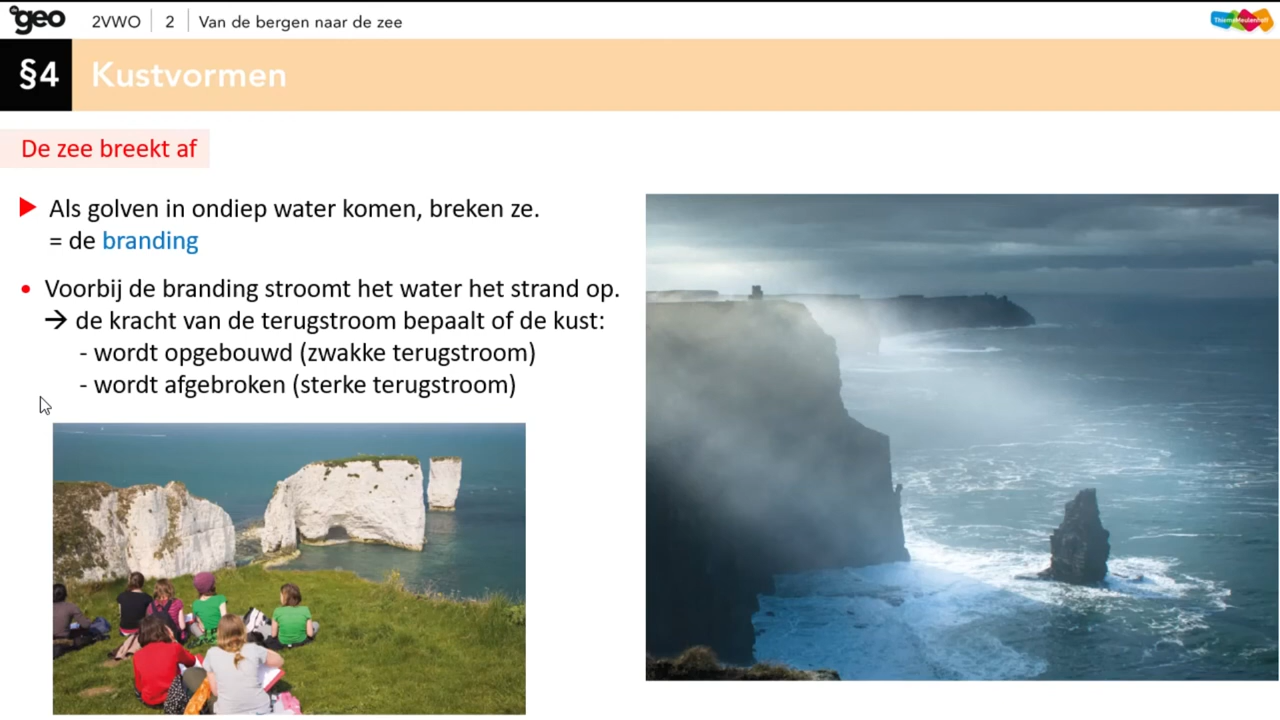 de geo 2VWO 2 Van de bergen naar de zee
ThiemeMeulenhoff
§4 Kustvormen
De zee breekt af
Als golven in ondiep water komen, breken ze.
= de branding
• Voorbij de branding stroomt het water het strand op.
→ de kracht van de terugstroom bepaalt of de kust:
- wordt opgebouwd (zwakke terugstroom)
- wordt afgebroken (sterke terugstroom)